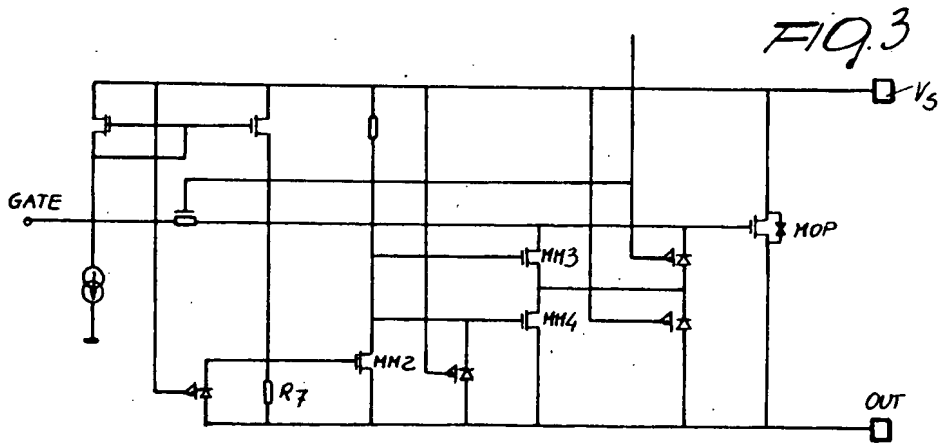 FIG.3
VS
GATE
MOP
MM3
MM4
MM2
R7
OUT